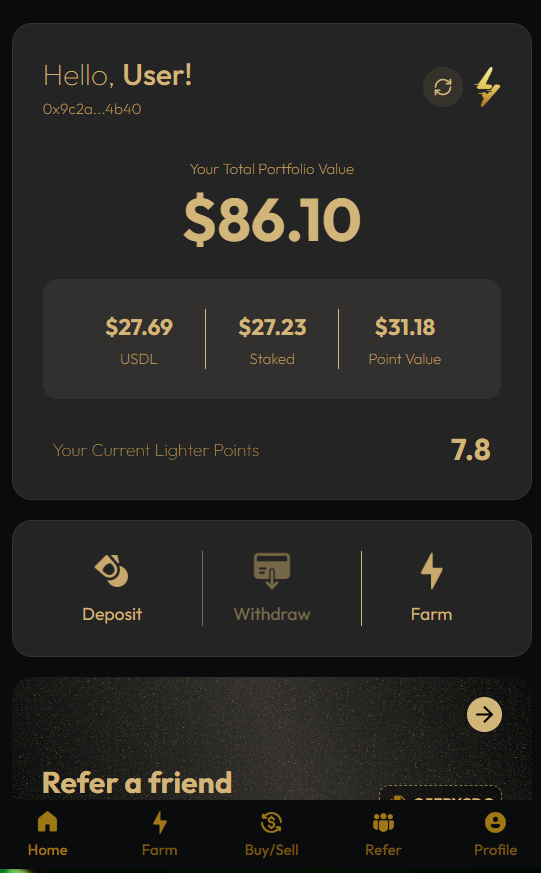 Hello, User!
0x9c2a...4b40
Your Total Portfolio Value
$86.10
$27.69 $27.23 $31.18
USDL Staked Point Value
Your Current Lighter Points 7.8
Deposit Withdraw Farm
Refer a friend
Home Farm Buy/Sell Refer Profile